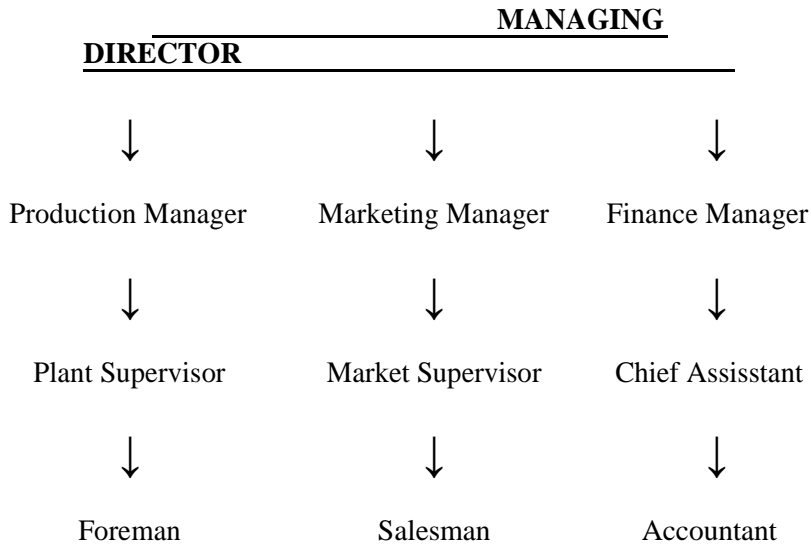 MANAGING
DIRECTOR
↓ ↓ ↓
Production Manager Marketing Manager Finance Manager
↓ ↓ ↓
Plant Supervisor Market Supervisor Chief Assisstant
↓ ↓ ↓
Foreman Salesman Accountant